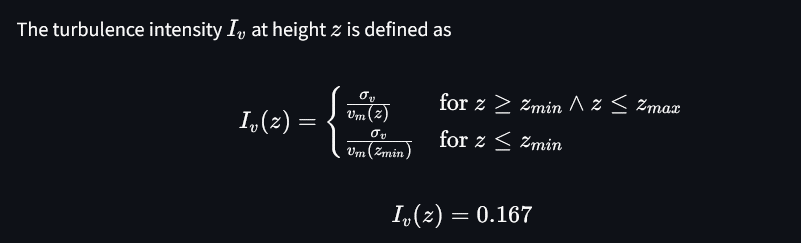 The turbulence intensity I_v at height z is defined as
I_v(z) = { σ_v / v_m(z) for z ≥ z_min ∧ z ≤ z_max
σ_v / v_m(z_min) for z ≤ z_min
I_v(z) = 0.167